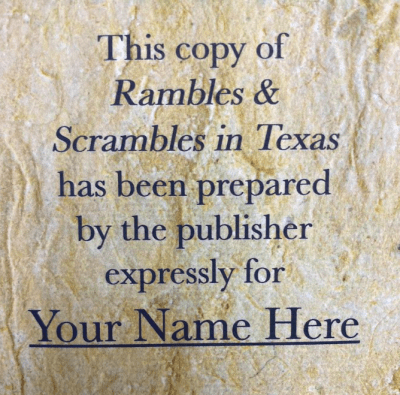 This copy of
Rambles &
Scrambles in Texas
has been prepared
by the publisher
expressly for
Your Name Here